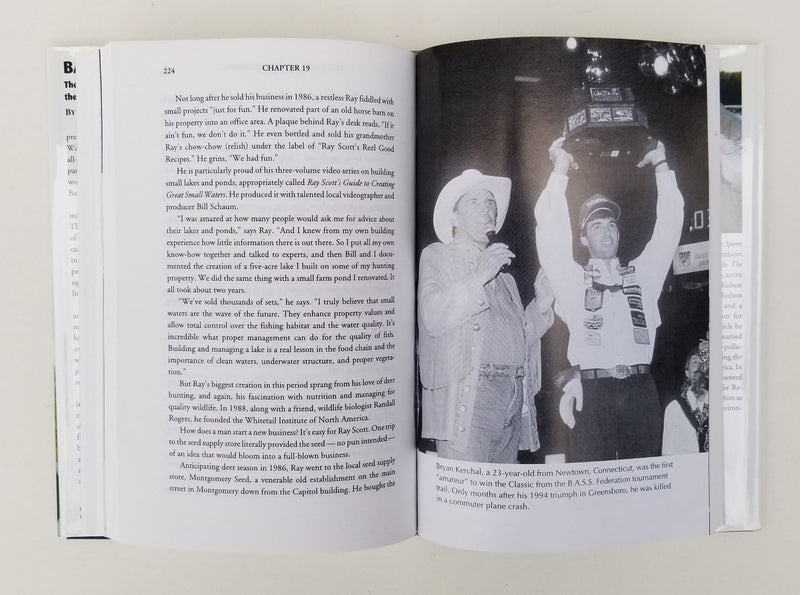 224
CHAPTER 19
Not long after he sold his business in 1986, a restless Ray fiddled with
small projects "just for fun." He renovated part of an old horse barn on
his property into an office area. A plaque behind Ray's desk reads, "If it
ain't fun, we don't do it." He even bottled and sold his grandmother
Ray's chow-chow (relish) under the label of "Ray Scott's Reel Good
Recipes." He grins, "We had fun."
He is particularly proud of his three-volume video series on building
small lakes and ponds, appropriately called Ray Scott's Guide to Creating
Great Small Waters. He produced it with talented local videographer and
producer Bill Schaum.
"I was amazed at how many people would ask me for advice about
their lakes and ponds," says Ray. "And I knew from my own building
experience how little information there is out there. So I put all my own
know-how together and talked to experts, and then Bill and I docu-
mented the creation of a five-acre lake I built on some of my hunting
property. We did the same thing with a small farm pond I renovated. It
all took about two years.
"We've sold thousands of sets," he says. "I truly believe that small
waters are the wave of the future. They enhance property values and
allow total control over the fishing habitat and the water quality. It's
incredible what proper management can do for the quality of fish.
Building and managing a lake is a real lesson in the food chain and the
importance of clean waters, underwater structure, and proper vegeta-
tion."
But Ray's biggest creation in this period sprang from his love of deer
hunting, and again, his fascination with nutrition and managing for
quality wildlife. In 1988, along with a friend, wildlife biologist Randall
Rogers, he founded the Whitetail Institute of North America.
How does a man start a new business? It's easy for Ray Scott. One trip
to the seed supply store literally provided the seed — no pun intended —
of an idea that would bloom into a full-blown business.
Anticipating deer season in 1986, Ray went to the local seed supply
store, Montgomery Seed, a venerable old establishment on the main
street in Montgomery down from the Capitol building. He bought the
Bryan Kerchal, a 23-year-old from Newtown, Connecticut, was the first
"amateur" to win the Classic from the B.A.S.S. Federation tournament
trail. Only months after his 1994 triumph in Greensboro, he was killed
in a commuter plane crash.